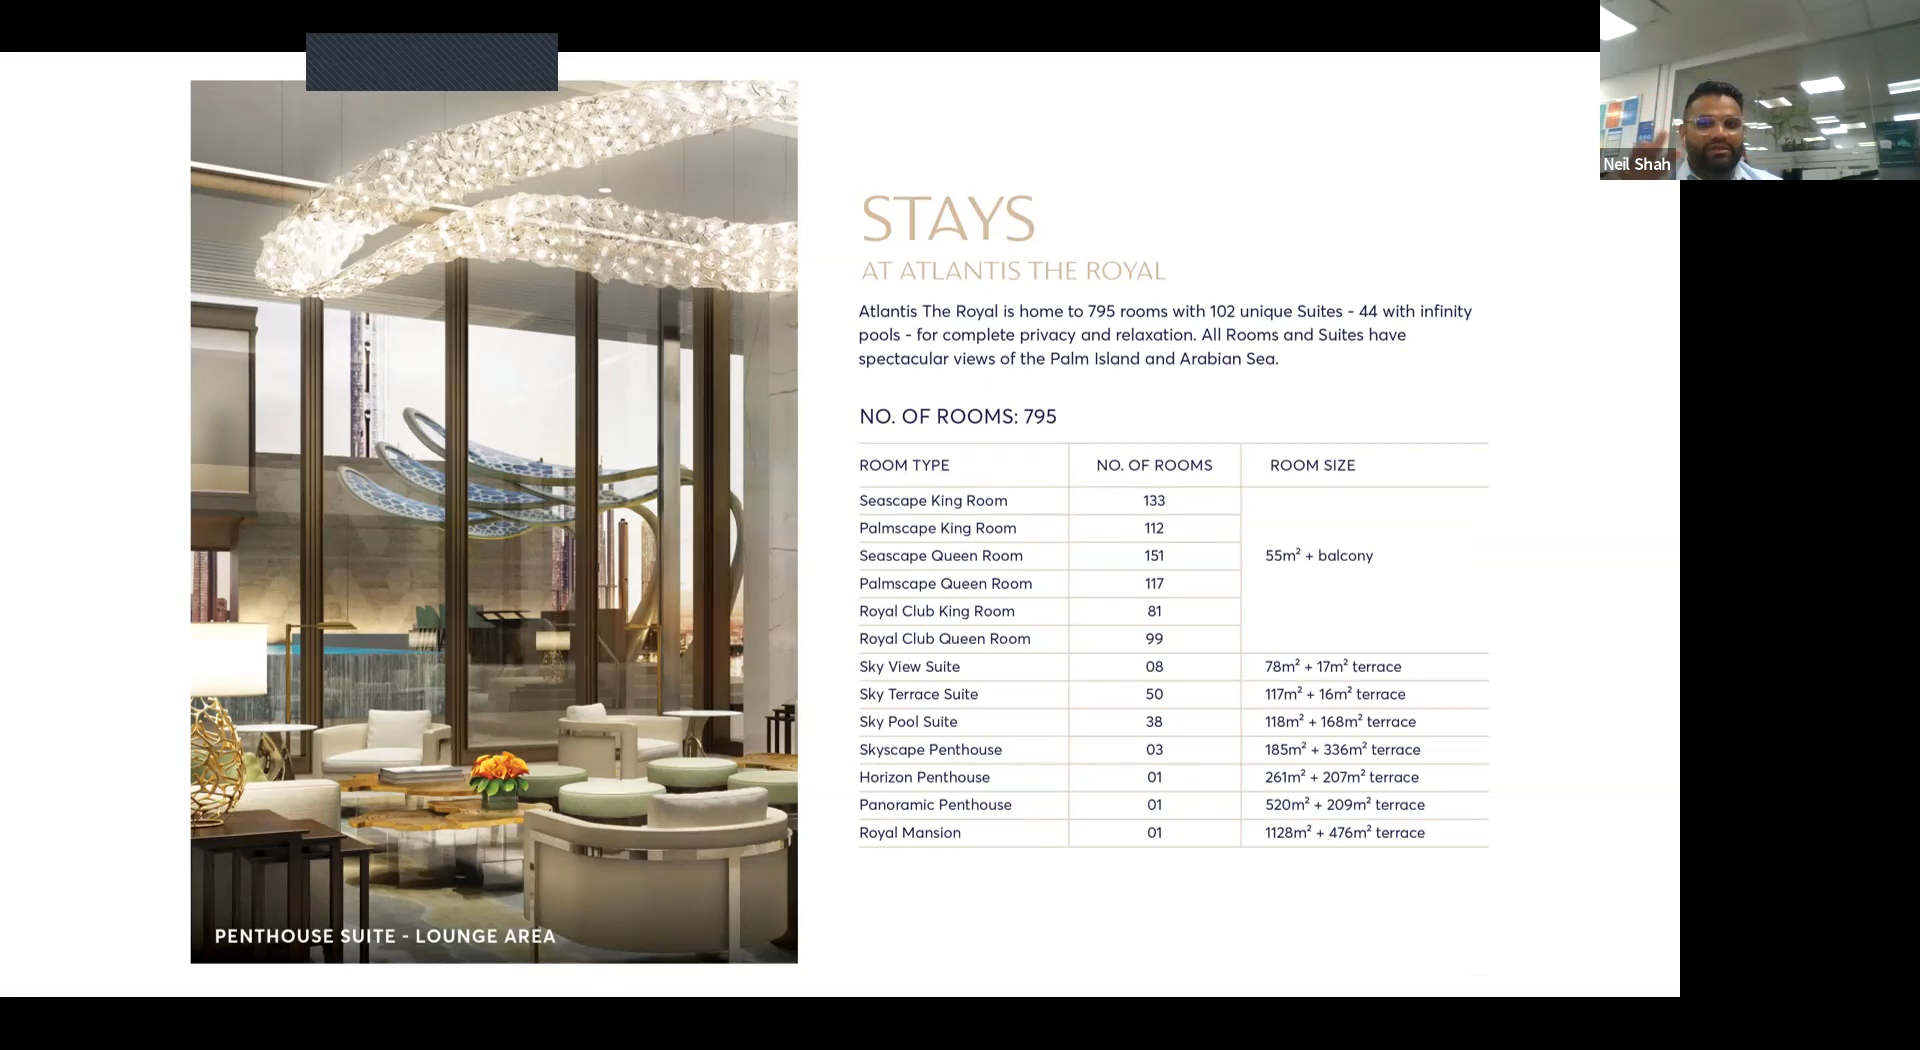 Neil Shah
STAYS
AT ATLANTIS THE ROYAL
Atlantis The Royal is home to 795 rooms with 102 unique Suites - 44 with infinity
pools - for complete privacy and relaxation. All Rooms and Suites have
spectacular views of the Palm Island and Arabian Sea.
NO. OF ROOMS: 795
ROOM TYPE NO. OF ROOMS ROOM SIZE
Seascape King Room 133
Palmscape King Room 112
Seascape Queen Room 151 55m² + balcony
Palmscape Queen Room 117
Royal Club King Room 81
Royal Club Queen Room 99
Sky View Suite 08 78m² + 17m² terrace
Sky Terrace Suite 50 117m² + 16m² terrace
Sky Pool Suite 38 118m² + 168m² terrace
Skyscape Penthouse 03 185m² + 336m² terrace
Horizon Penthouse 01 261m² + 207m² terrace
Panoramic Penthouse 01 520m² + 209m² terrace
Royal Mansion 01 1128m² + 476m² terrace
PENTHOUSE SUITE - LOUNGE AREA